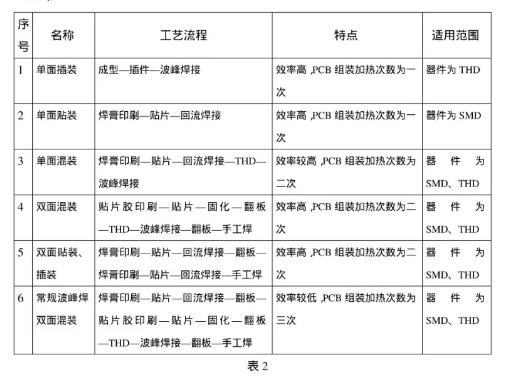 序号 名称 工艺流程 特点 适用范围
1 单面插装 成型—插件—波峰焊接 效率高,PCB 组装加热次数为一次 器件为 THD
2 单面贴装 焊膏印刷—贴片—回流焊接 效率高,PCB 组装加热次数为一次 器件为 SMD
3 单面混装 焊膏印刷—贴片—回流焊接—THD—波峰焊接 效率较高,PCB 组装加热次数为二次 器件为 SMD、THD
4 双面混装 贴片胶印刷—贴片—固化—翻板—THD—波峰焊接—翻板—手工焊 效率高,PCB 组装加热次数为二次 器件为 SMD、THD
5 双面贴装、插装 焊膏印刷—贴片—回流焊接—翻板—焊膏印刷—贴片—回流焊接—手工焊 效率高,PCB 组装加热次数为二次 器件为 SMD、THD
6 常规波峰焊双面混装 焊膏印刷—贴片—回流焊接—翻板—贴片胶印刷—贴片—固化—翻板—THD—波峰焊接—翻板—手工焊 效率较低,PCB 组装加热次数为三次 器件为 SMD、THD
表 2